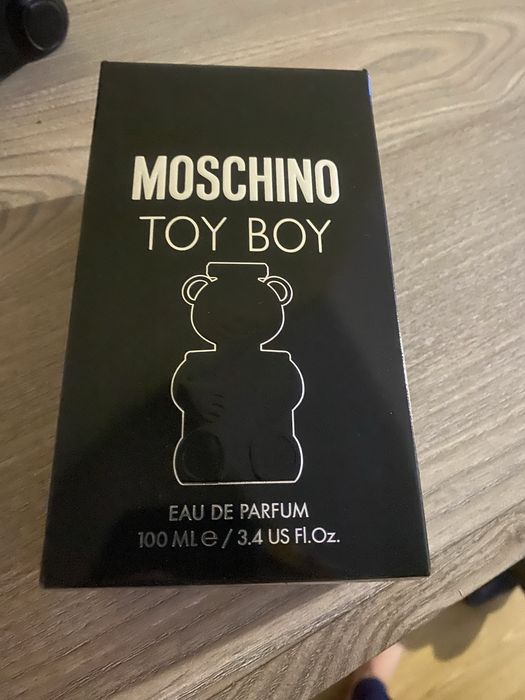 MOSCHINO
TOY BOY
EAU DE PARFUM
100 ML ℮ / 3.4 US Fl.Oz.